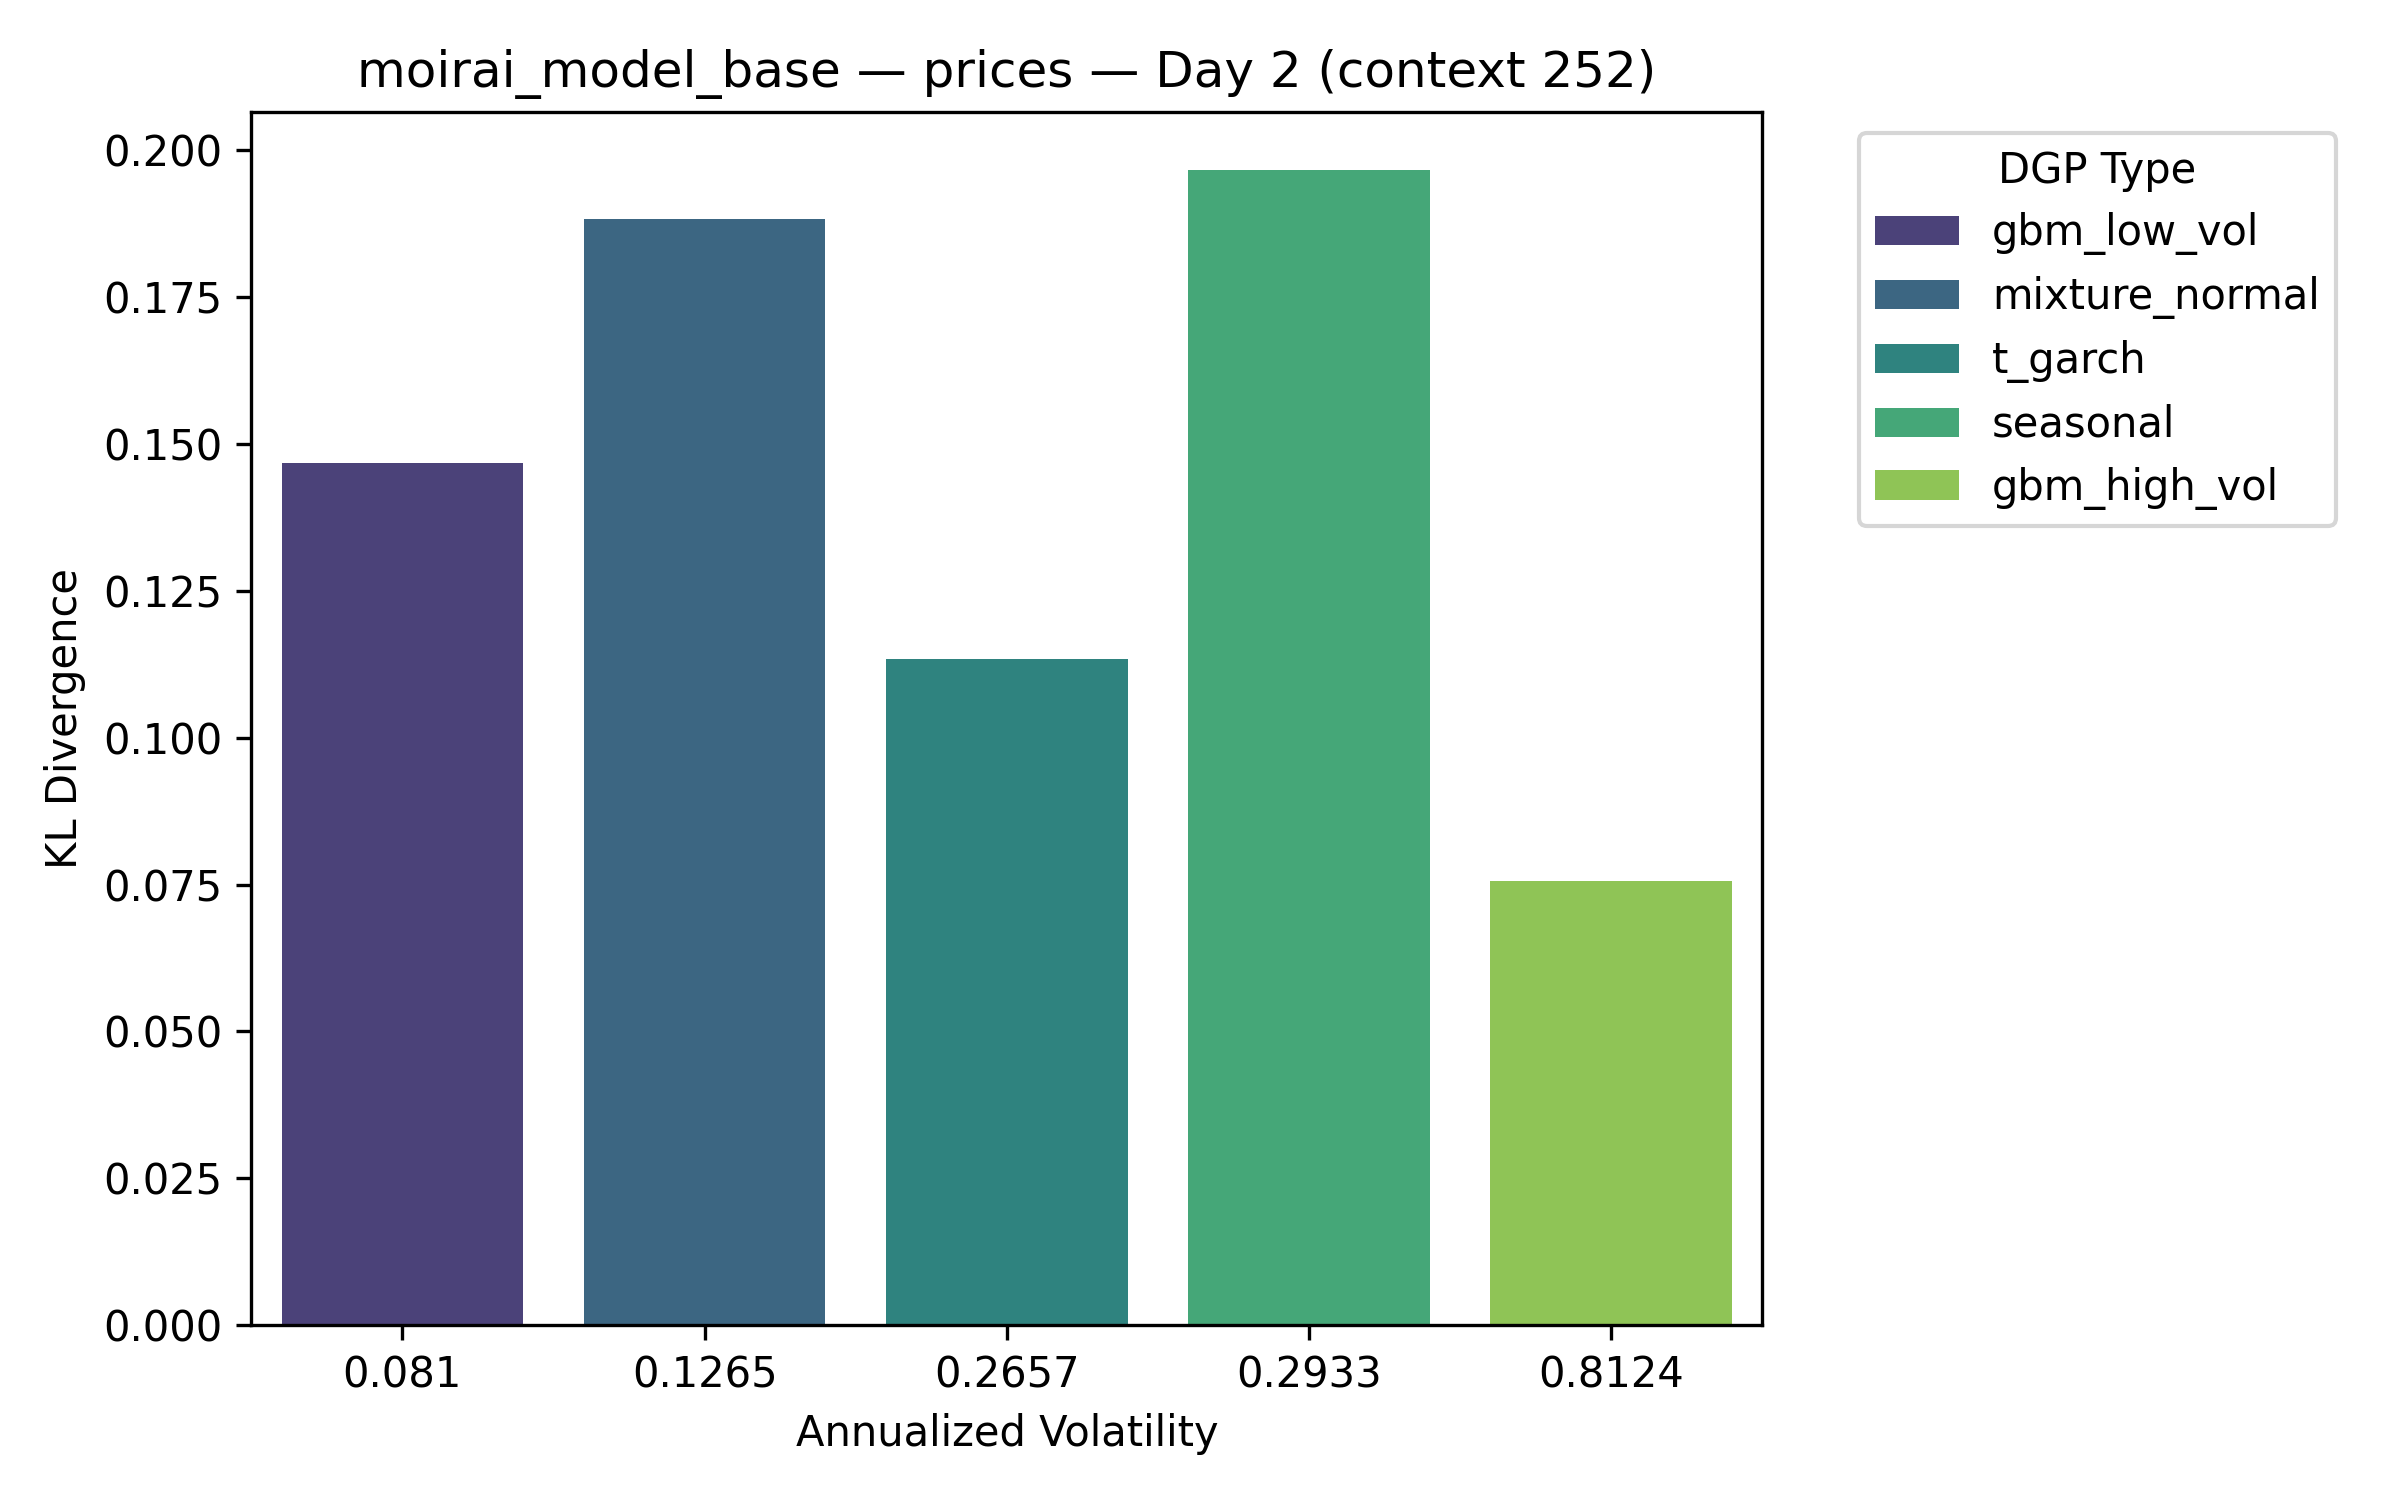 moirai_model_base — prices — Day 2 (context 252)
KL Divergence
0.200
0.175
0.150
0.125
0.100
0.075
0.050
0.025
0.000
0.081 0.1265 0.2657 0.2933 0.8124
Annualized Volatility
DGP Type
gbm_low_vol
mixture_normal
t_garch
seasonal
gbm_high_vol